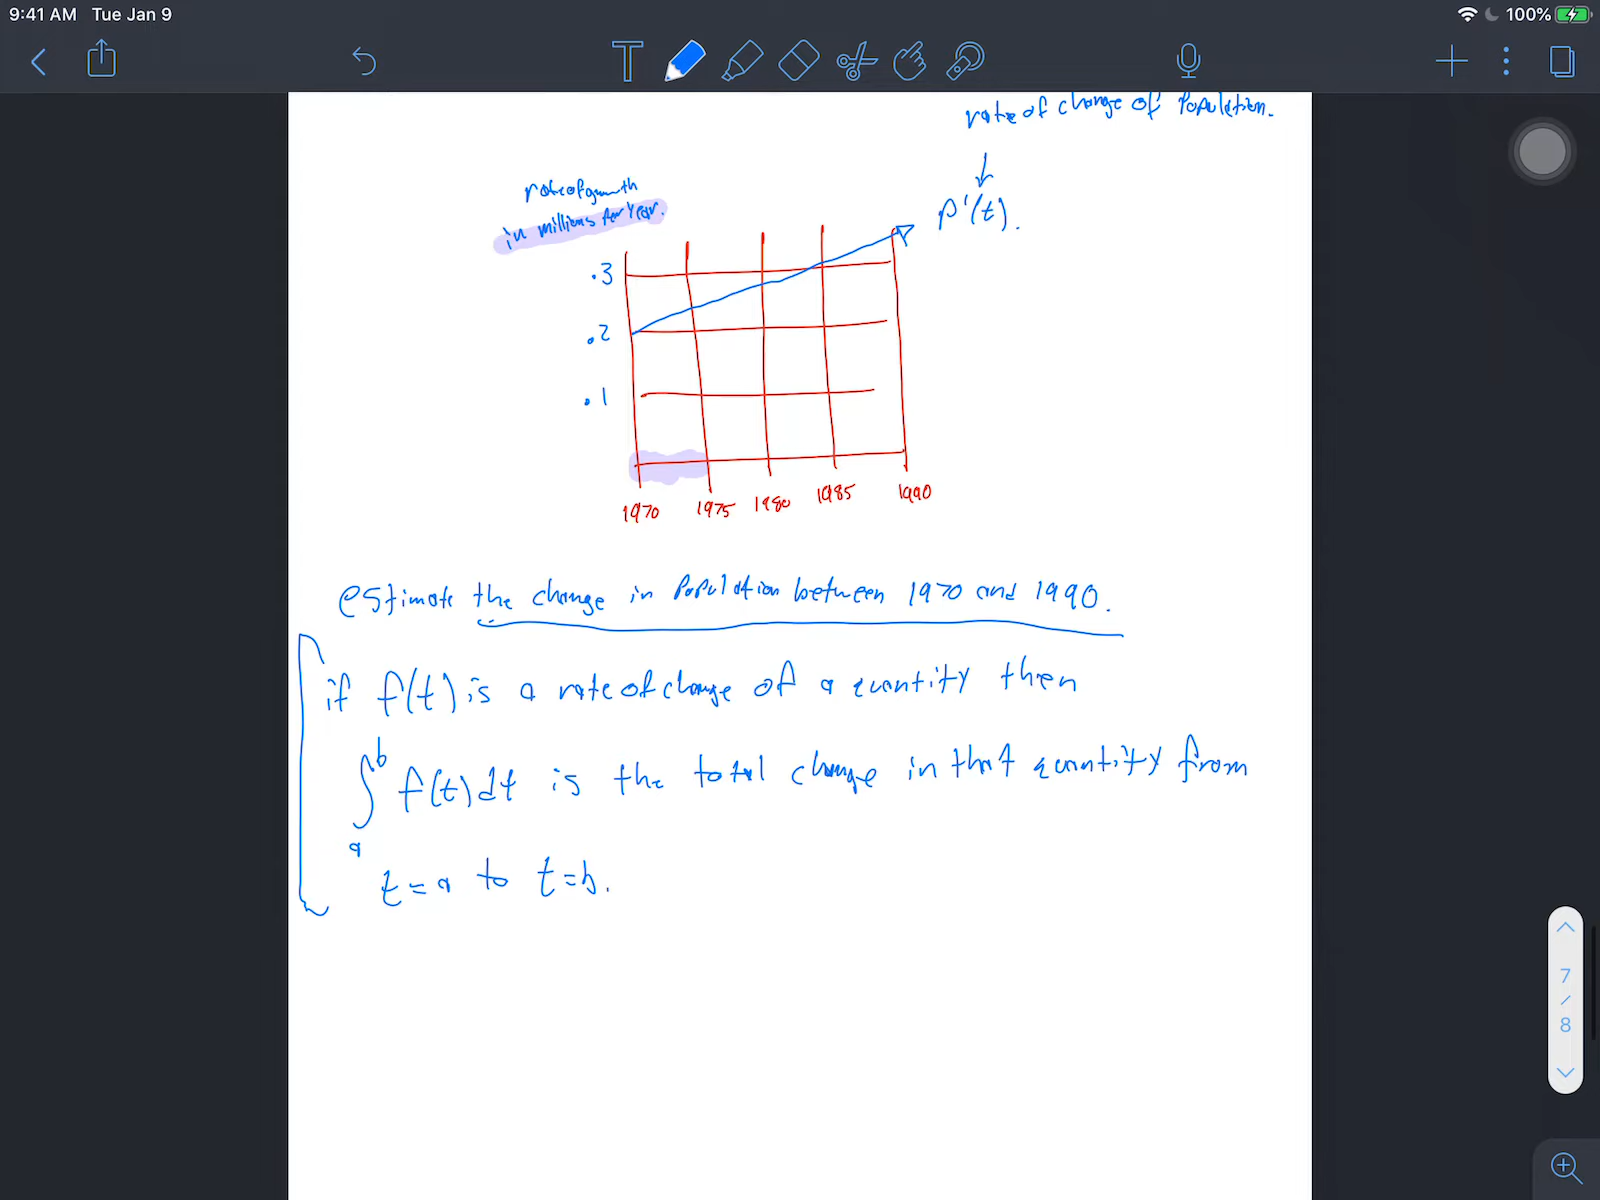 9:41 AM Tue Jan 9
100%
T
rate of change of Population.
rate of growth
in millions per year.
P'(t).
.3
.2
.1
1970 1975 1980 1985 1990
estimate the change in Population between 1970 and 1990.
if f(t) is a rate of change of a quantity then
∫ₐᵇ f(t) dt is the total change in that quantity from
t=a to t=b.
7
/
8